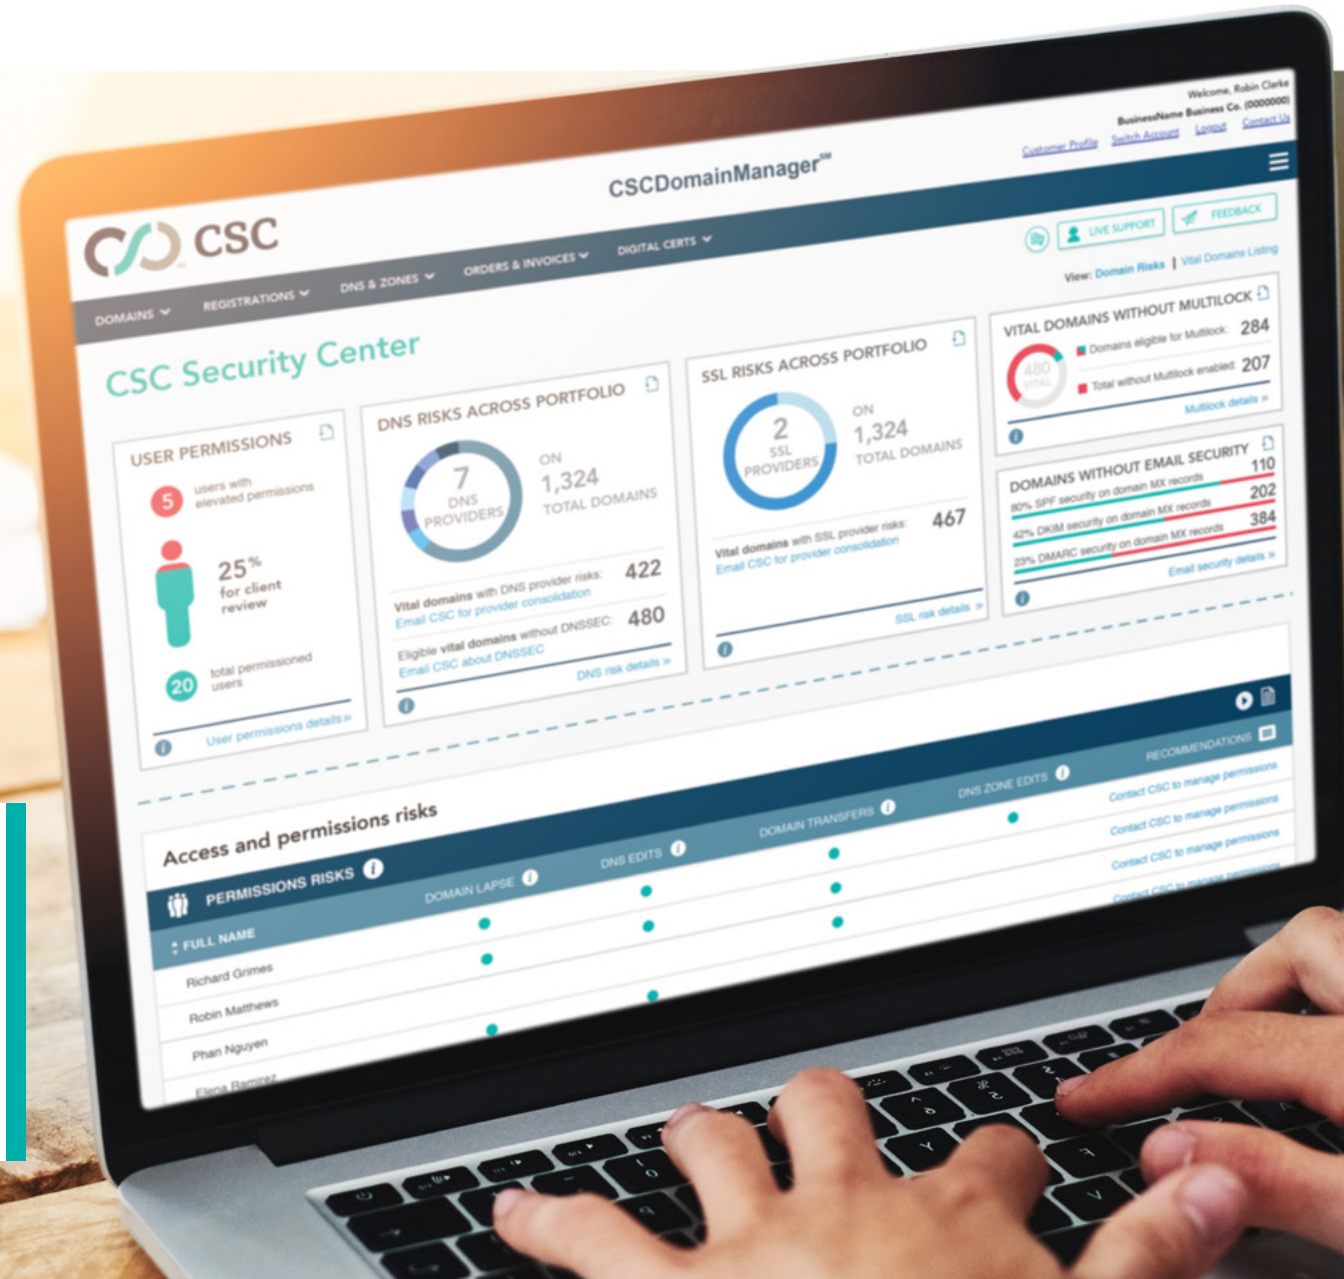 Welcome, Robin Clarke
BusinessName Business Co. (0000000)
Customer Profile Switch Account Logout Contact Us
CSCDomainManager℠
CSC
DOMAINS REGISTRATIONS DNS & ZONES ORDERS & INVOICES DIGITAL CERTS
LIVE SUPPORT FEEDBACK
View: Domain Risks | Vital Domains Listing
CSC Security Center
USER PERMISSIONS
5 users with
elevated permissions
25%
for client
review
20 total permissioned
users
User permissions details »
DNS RISKS ACROSS PORTFOLIO
7
DNS
PROVIDERS
ON
1,324
TOTAL DOMAINS
Vital domains with DNS provider risks: 422
Email CSC for provider consolidation
Eligible vital domains without DNSSEC: 480
Email CSC about DNSSEC
DNS risk details »
SSL RISKS ACROSS PORTFOLIO
2
SSL
PROVIDERS
ON
1,324
TOTAL DOMAINS
Vital domains with SSL provider risks: 467
Email CSC for provider consolidation
SSL risk details »
VITAL DOMAINS WITHOUT MULTILOCK
480
VITAL
Domains eligible for Multilock: 284
Total without Multilock enabled: 207
Multilock details »
DOMAINS WITHOUT EMAIL SECURITY
80% SPF security on domain MX records 110
42% DKIM security on domain MX records 202
23% DMARC security on domain MX records 384
Email security details »
Access and permissions risks
PERMISSIONS RISKS
FULL NAME DOMAIN LAPSE DNS EDITS DOMAIN TRANSFERS DNS ZONE EDITS RECOMMENDATIONS
Richard Grimes Contact CSC to manage permissions
Robin Matthews Contact CSC to manage permissions
Phan Nguyen Contact CSC to manage permissions
Elena Ramirez Contact CSC to manage permissions